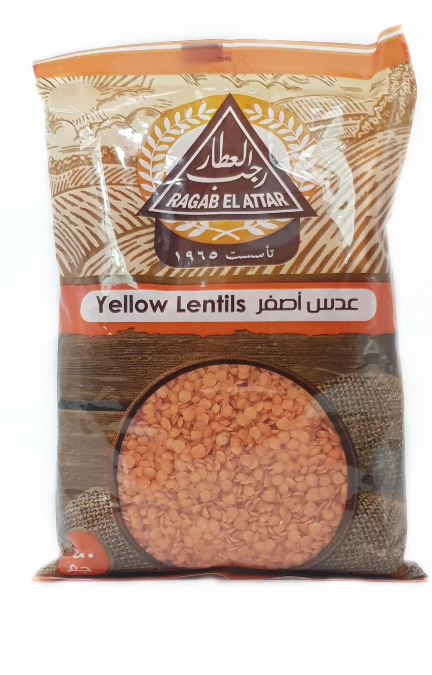 العطار
رجب
RAGAB EL ATTAR
تأسست ١٩٦٥
Yellow Lentils عدس أصفر